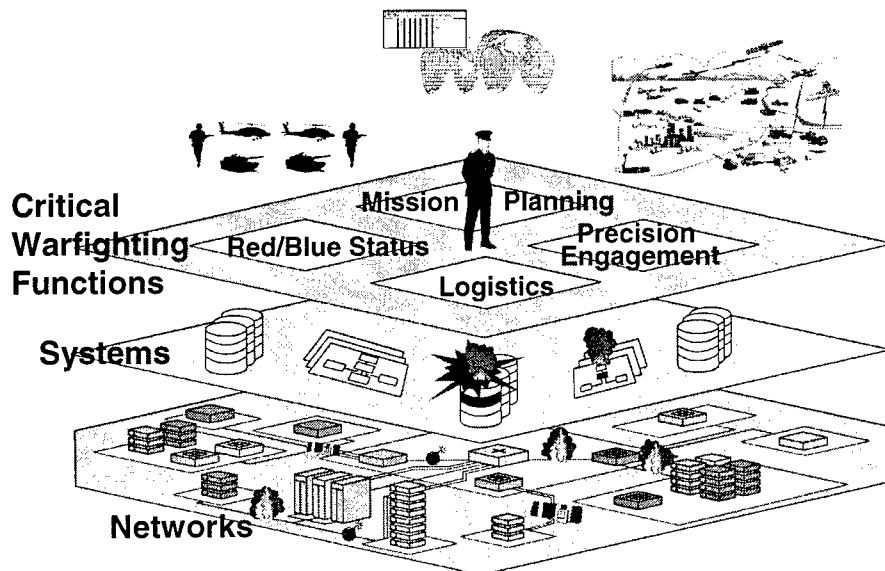 Mission Planning
Critical
Warfighting
Functions
Red/Blue Status
Precision
Engagement
Logistics
Systems
Networks